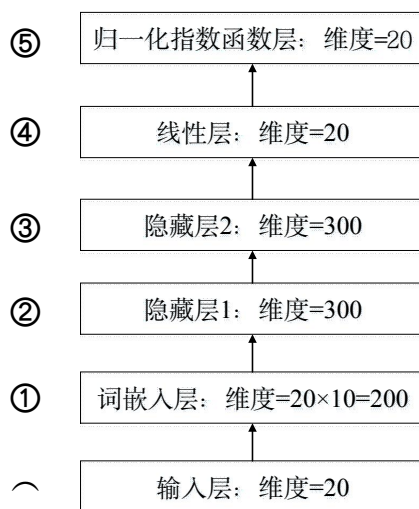 ⑤ 归一化指数函数层：维度=20
④ 线性层：维度=20
③ 隐藏层2：维度=300
② 隐藏层1：维度=300
① 词嵌入层：维度=20×10=200
输入层：维度=20